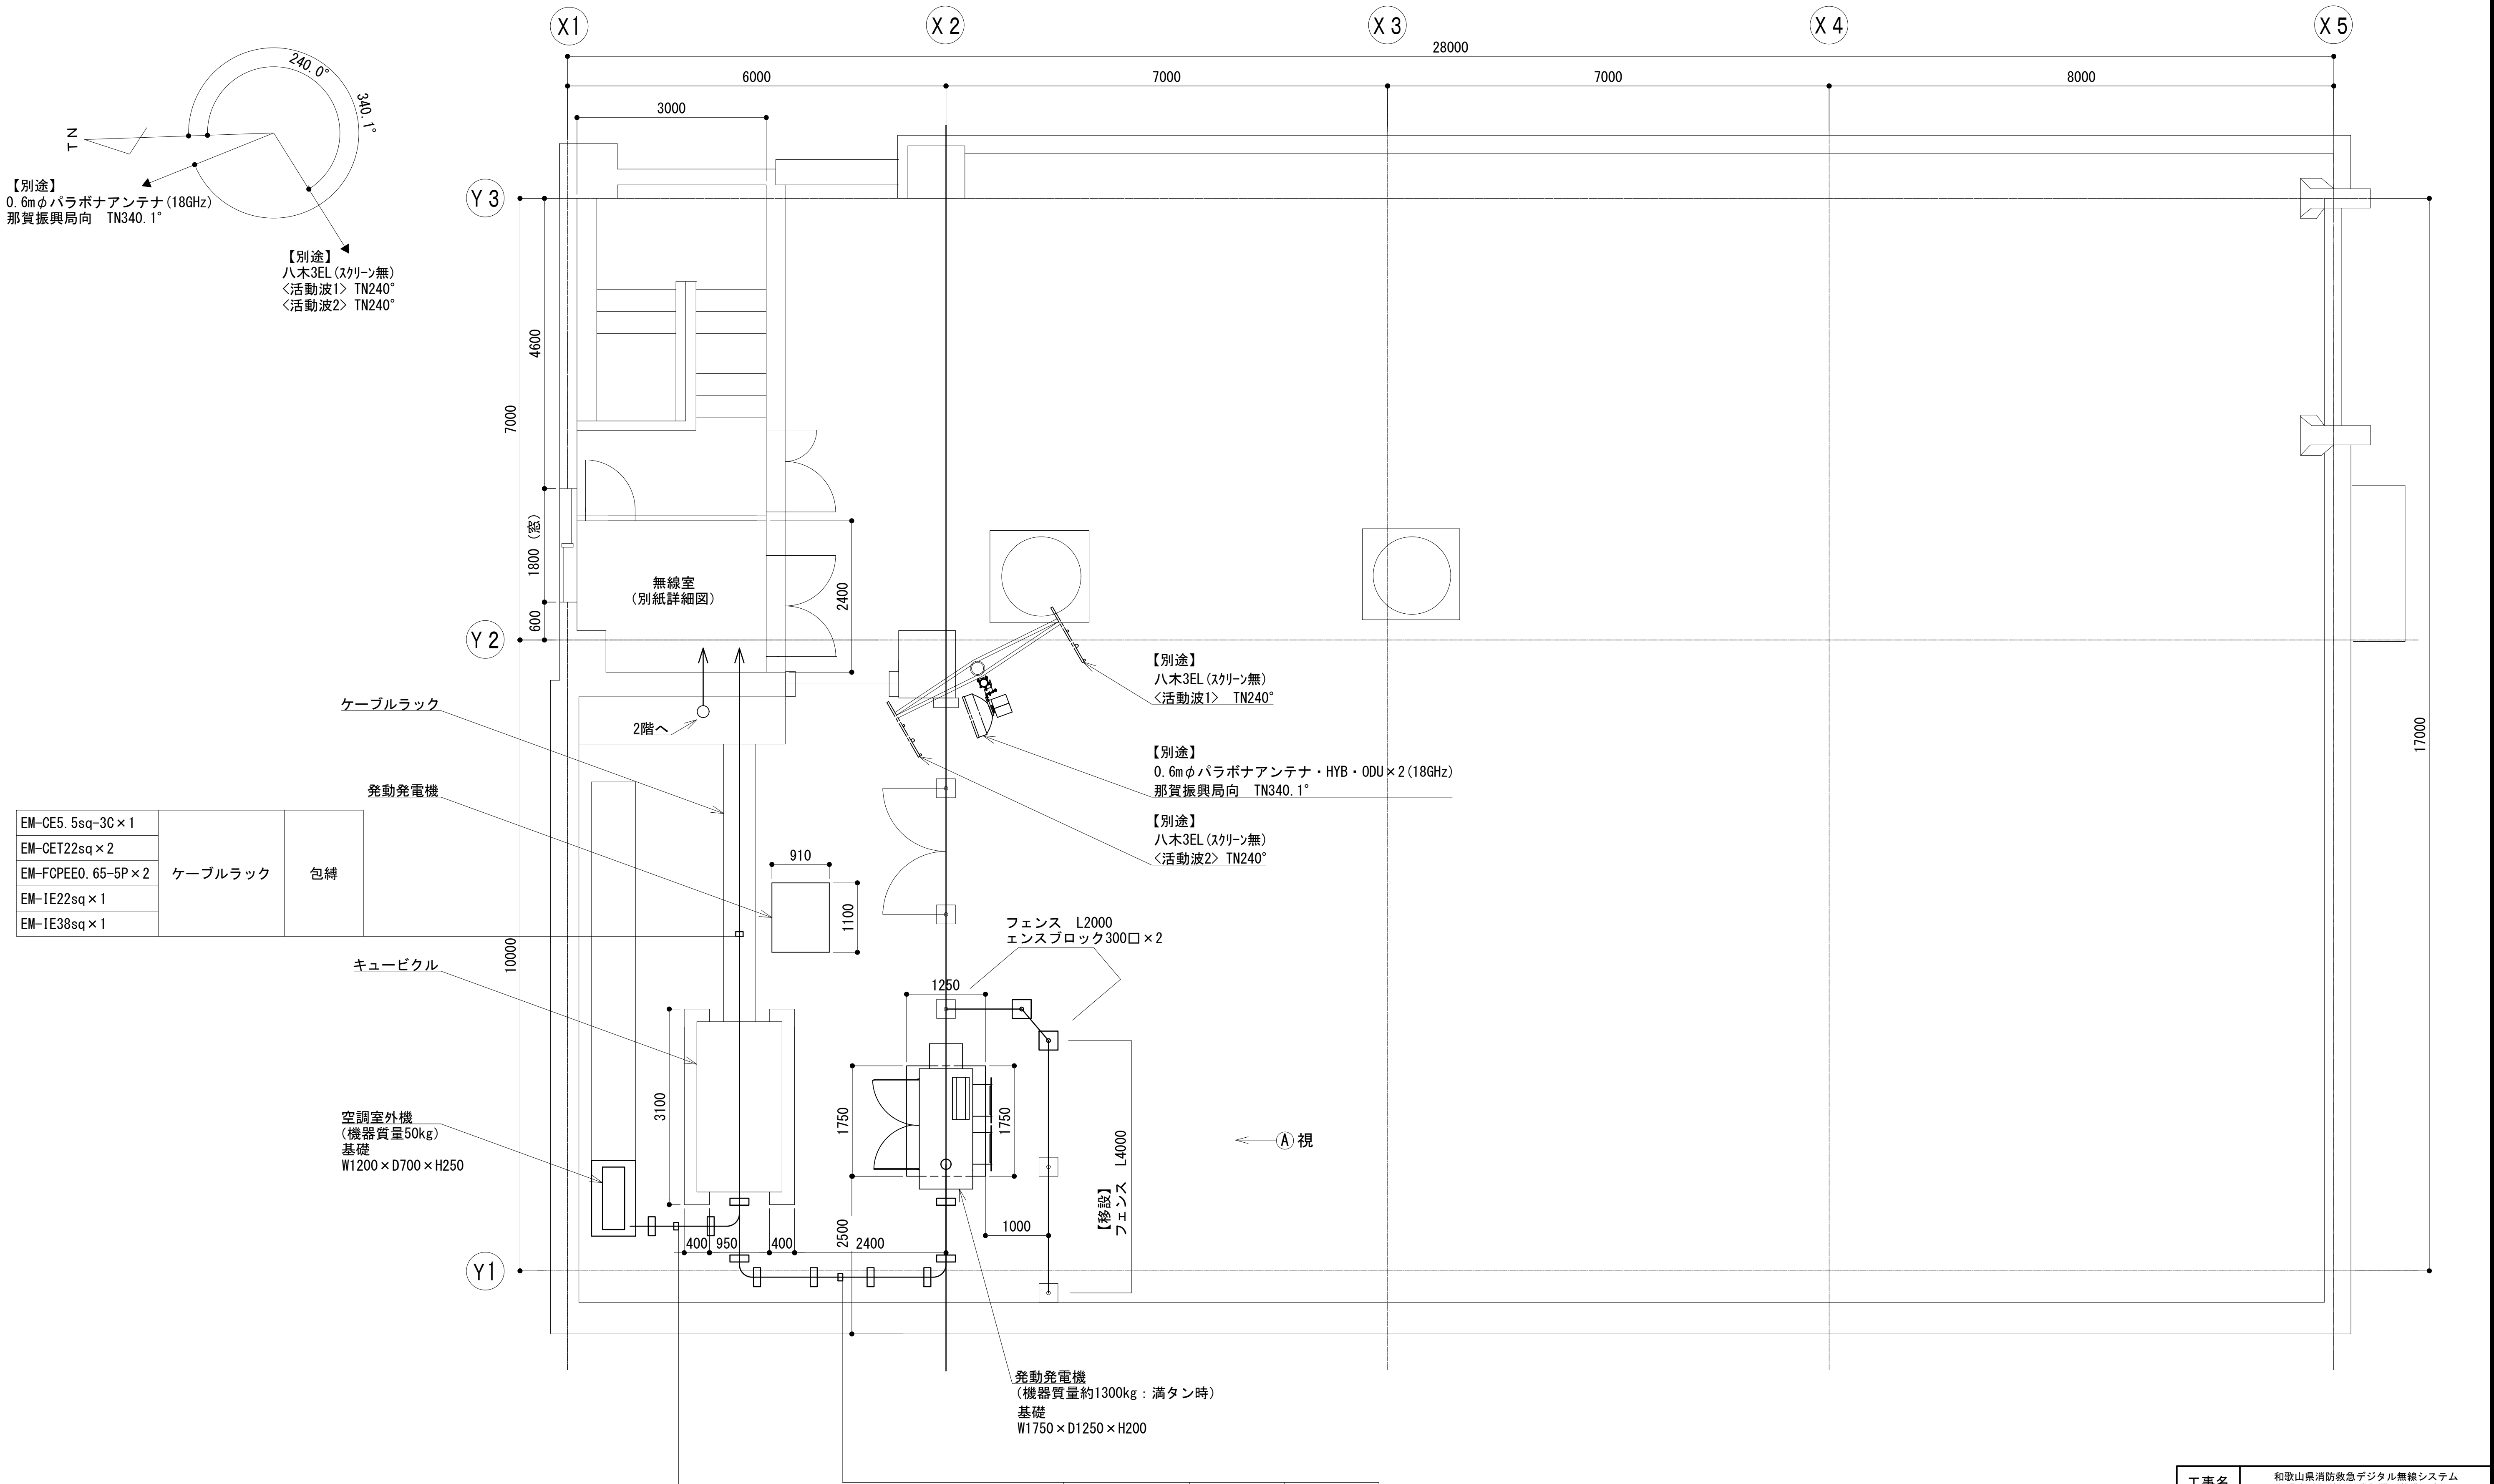 X1
X2
X3
X4
X5
28000
6000
7000
7000
8000
3000
240.0°
340.1°
TN
【別途】
0.6mφパラボナアンテナ(18GHz)
那賀振興局向 TN340.1°
【別途】
八木3EL(スクリーン無)
<活動波1> TN240°
<活動波2> TN240°
Y3
4600
7000
1800 (窓)
600
無線室
(別紙詳細図)
2400
Y2
【別途】
八木3EL(スクリーン無)
<活動波1> TN240°
ケーブルラック
2階へ
17000
【別途】
0.6mφパラボナアンテナ・HYB・ODU×2(18GHz)
那賀振興局向 TN340.1°
発動発電機
【別途】
八木3EL(スクリーン無)
<活動波2> TN240°
EM-CE5.5sq-3C×1
EM-CET22sq×2
EM-FCPEE0.65-5P×2
EM-IE22sq×1
EM-IE38sq×1
ケーブルラック
包縛
910
1100
10000
フェンス L2000
ェンスブロック300□×2
キュービクル
1250
3100
1750
1750
空調室外機
(機器質量50kg)
基礎
W1200×D700×H250
A視
【移設】
フェンス L4000
400
950
400
2500
2400
1000
Y1
発動発電機
(機器質量約1300kg:満タン時)
基礎
W1750×D1250×H200
工事名
和歌山県消防救急デジタル無線システム